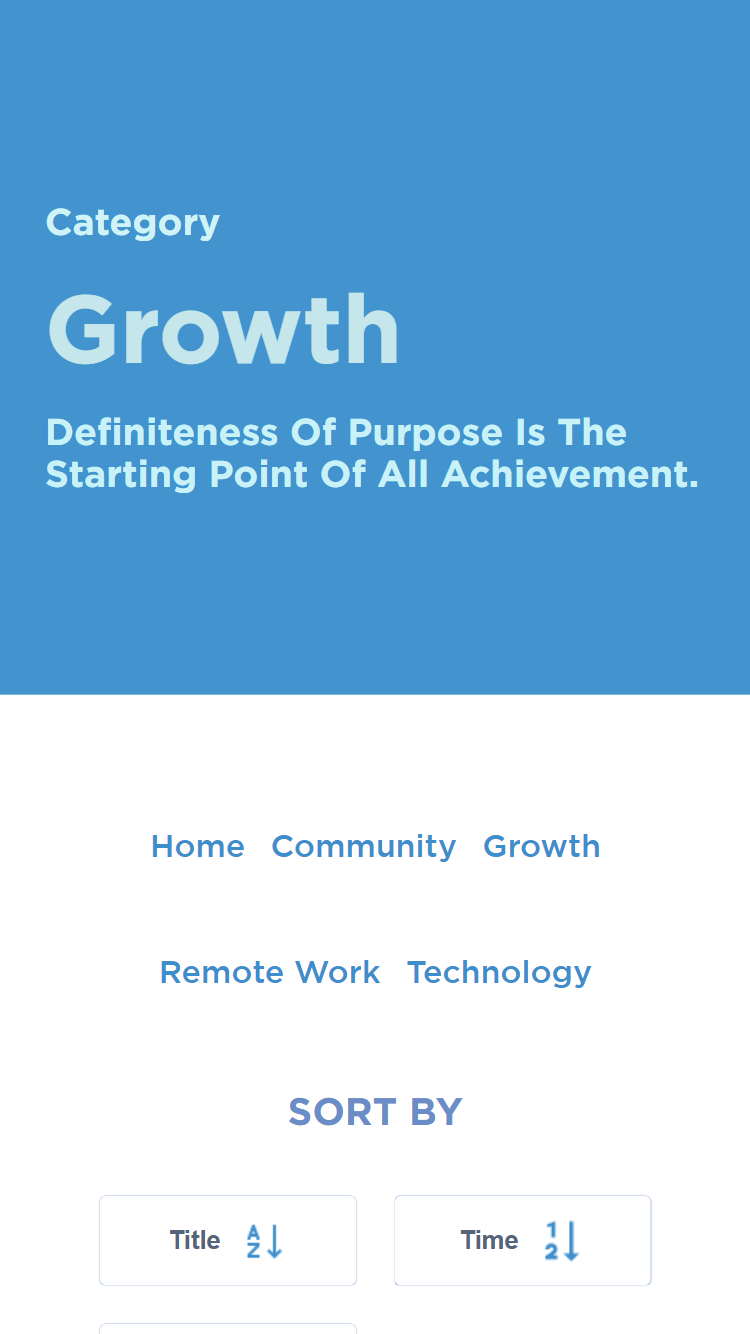 Category
Growth
Definiteness Of Purpose Is The
Starting Point Of All Achievement.
Home Community Growth
Remote Work Technology
SORT BY
Title A Z Time 1 2